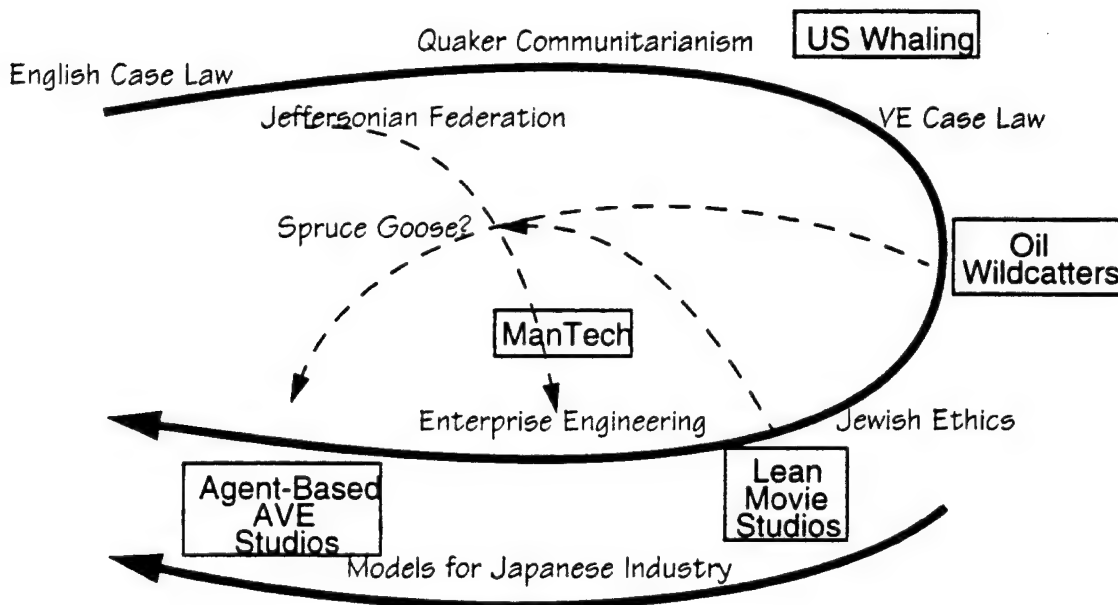 Quaker Communitarianism
US Whaling
English Case Law
Jeffersonian Federation
VE Case Law
Spruce Goose?
Oil
Wildcatters
ManTech
Enterprise Engineering
Jewish Ethics
Agent-Based
AVE
Studios
Lean
Movie
Studios
Models for Japanese Industry